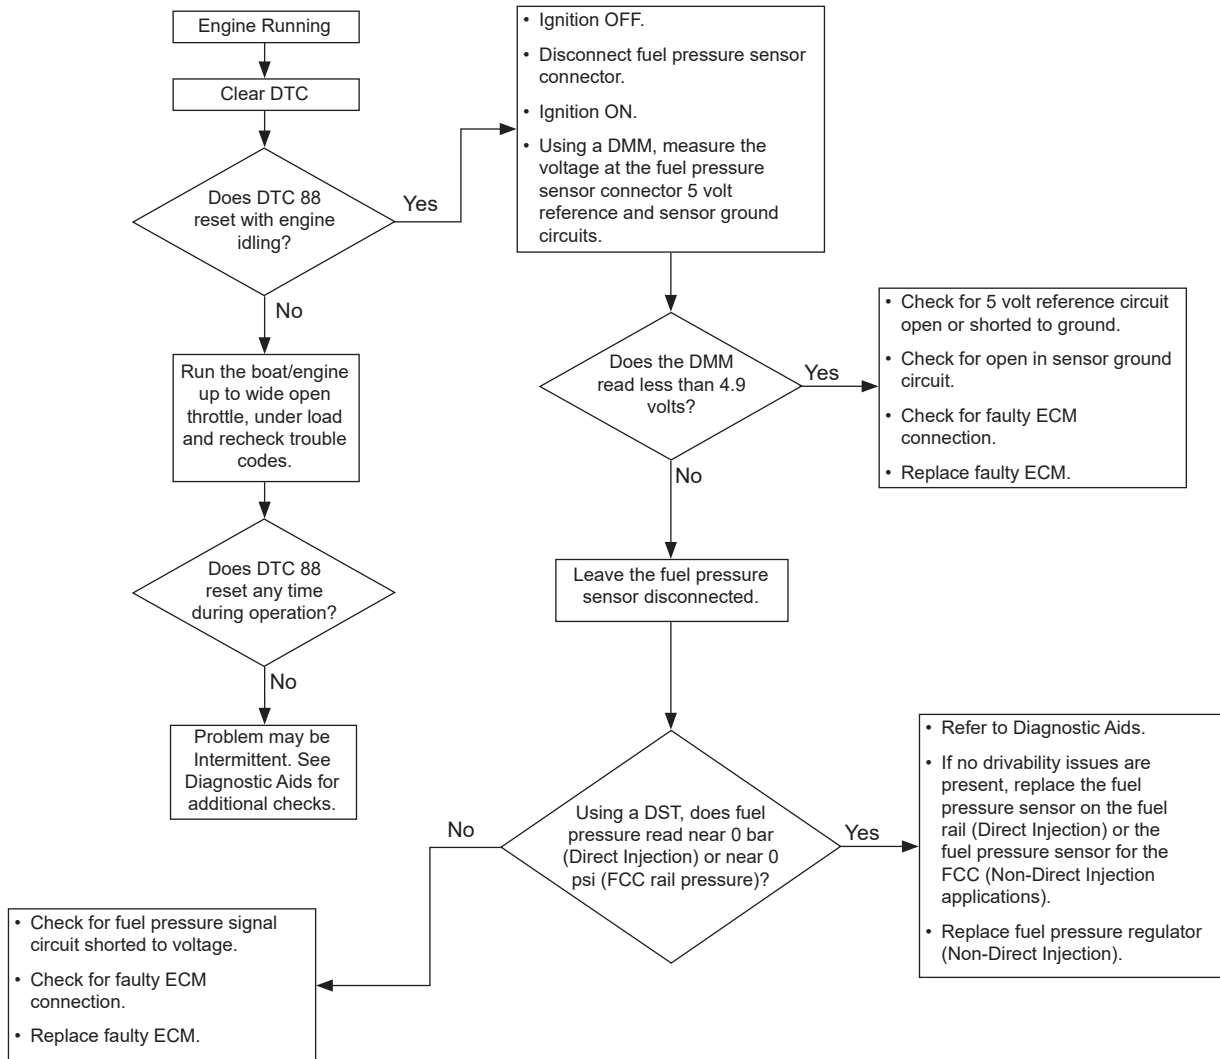 Engine Running
Clear DTC
Does DTC 88
reset with engine
idling?
Yes
No
• Ignition OFF.
• Disconnect fuel pressure sensor
connector.
• Ignition ON.
• Using a DMM, measure the
voltage at the fuel pressure
sensor connector 5 volt
reference and sensor ground
circuits.
Run the boat/engine
up to wide open
throttle, under load
and recheck trouble
codes.
Does DTC 88
reset any time
during operation?
No
Problem may be
Intermittent. See
Diagnostic Aids for
additional checks.
Does the DMM
read less than 4.9
volts?
Yes
No
• Check for 5 volt reference circuit
open or shorted to ground.
• Check for open in sensor ground
circuit.
• Check for faulty ECM
connection.
• Replace faulty ECM.
Leave the fuel pressure
sensor disconnected.
Using a DST, does fuel
pressure read near 0 bar
(Direct Injection) or near 0
psi (FCC rail pressure)?
No
Yes
• Refer to Diagnostic Aids.
• If no drivability issues are
present, replace the fuel
pressure sensor on the fuel
rail (Direct Injection) or the
fuel pressure sensor for the
FCC (Non-Direct Injection
applications).
• Replace fuel pressure regulator
(Non-Direct Injection).
• Check for fuel pressure signal
circuit shorted to voltage.
• Check for faulty ECM
connection.
• Replace faulty ECM.